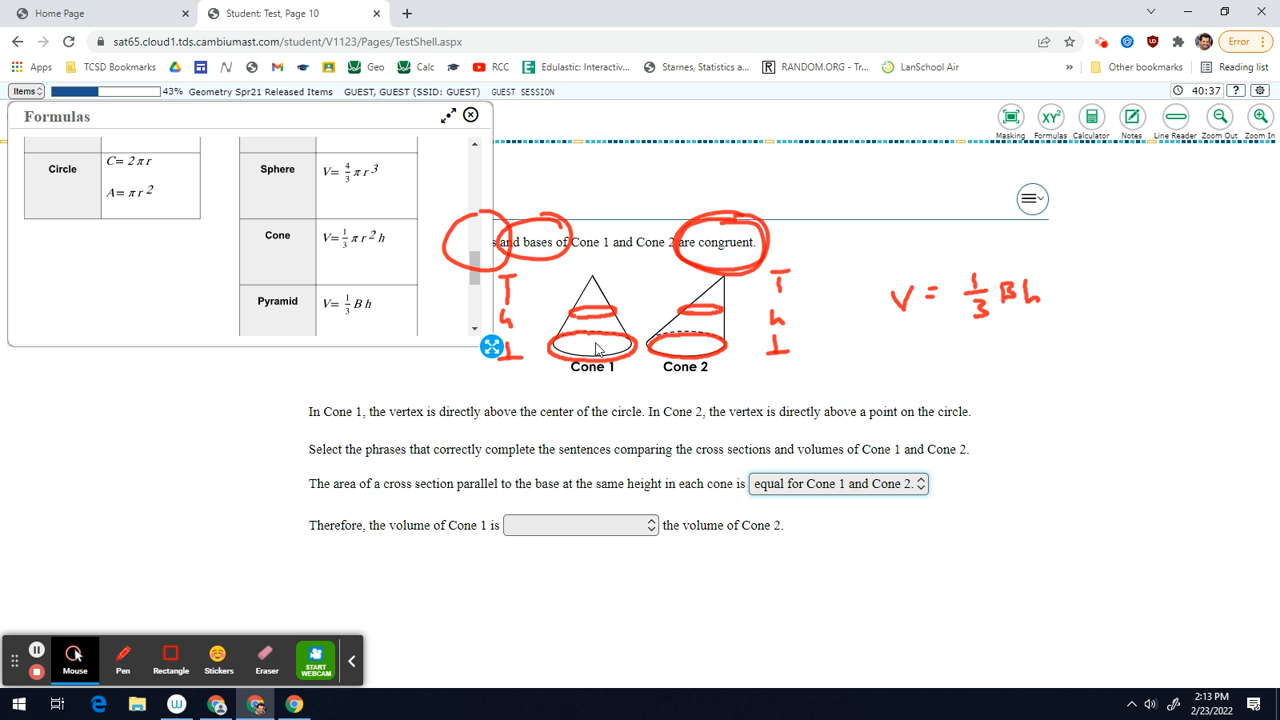 Home Page
Student: Test, Page 10
sat65.cloud1.tds.cambiumast.com/student/V1123/Pages/TestShell.aspx
Error
Apps TCSD Bookmarks Geo Calc RCC Edulastic: Interactiv... Starnes, Statistics a... RANDOM.ORG - Tr... LanSchool Air » Other bookmarks Reading list
Items 43% Geometry Spr21 Released Items GUEST, GUEST (SSID: GUEST) GUEST SESSION 40:37 ?
Formulas
Masking Formulas Calculator Notes Line Reader Zoom Out Zoom In
Circle C= 2 π r
A= π r 2
Sphere V= 4/3 π r 3
Cone V= 1/3 π r 2 h
Pyramid V= 1/3 B h
s and bases of Cone 1 and Cone 2 are congruent.
h h
V = 1/3 Bh
Cone 1 Cone 2
In Cone 1, the vertex is directly above the center of the circle. In Cone 2, the vertex is directly above a point on the circle.
Select the phrases that correctly complete the sentences comparing the cross sections and volumes of Cone 1 and Cone 2.
The area of a cross section parallel to the base at the same height in each cone is equal for Cone 1 and Cone 2.
Therefore, the volume of Cone 1 is the volume of Cone 2.
Mouse Pen Rectangle Stickers Eraser START WEBCAM
2:13 PM
2/23/2022